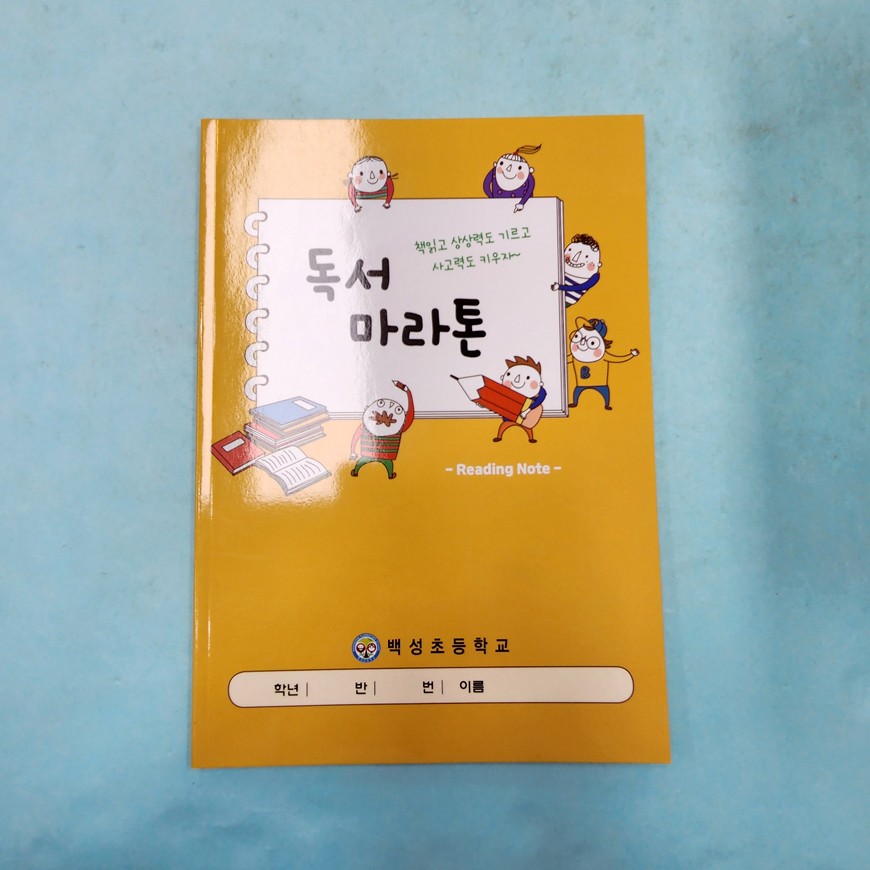 책읽고 상상력도 기르고
사고력도 키우자~
독서
마라톤
B
- Reading Note -
백성초등학교
학년 | 반 | 번 | 이름